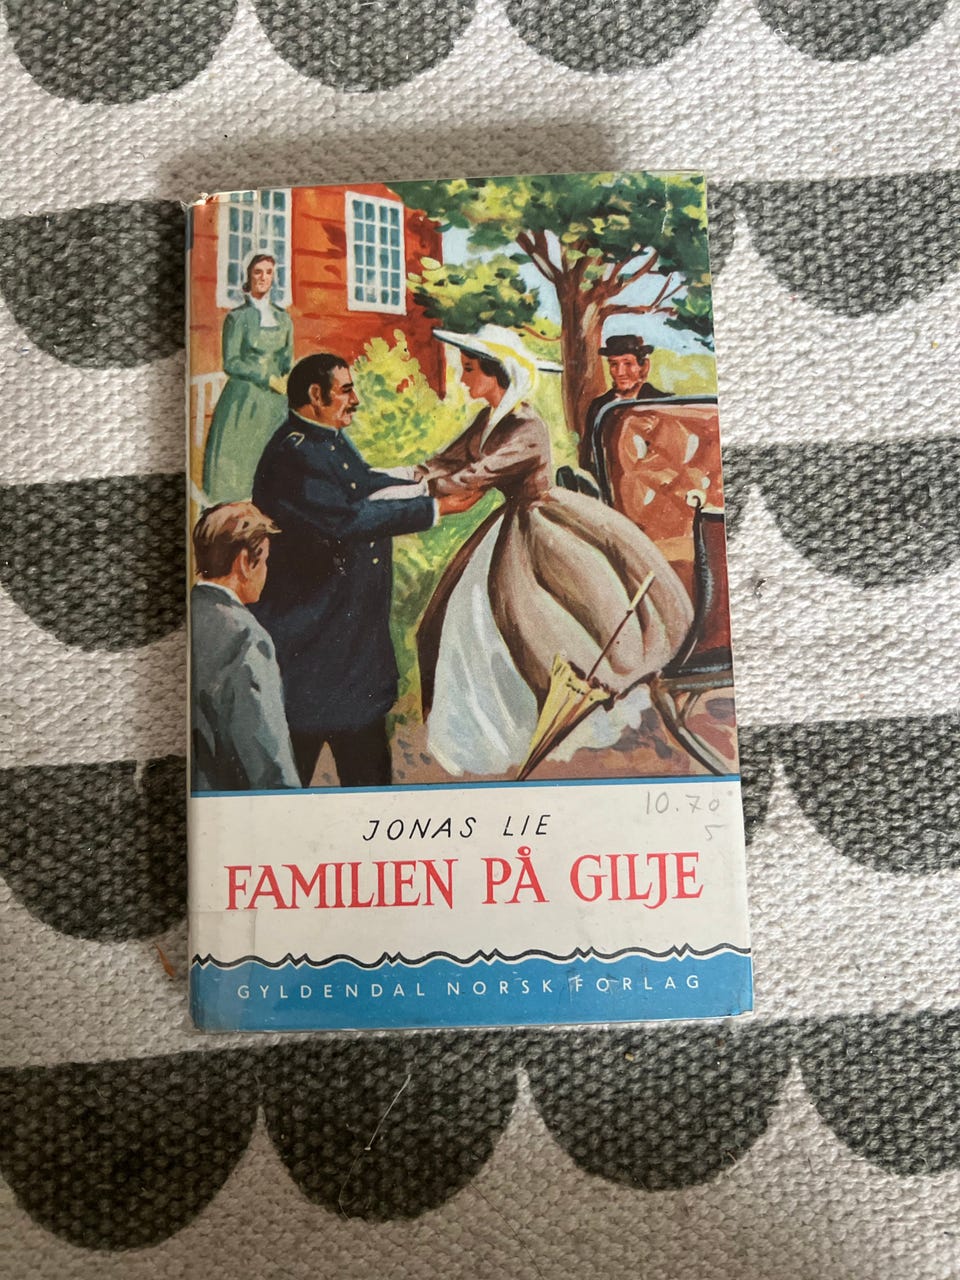 10.70
5
JONAS LIE
FAMILIEN PÅ GILJE
GYLDENDAL NORSK FORLAG